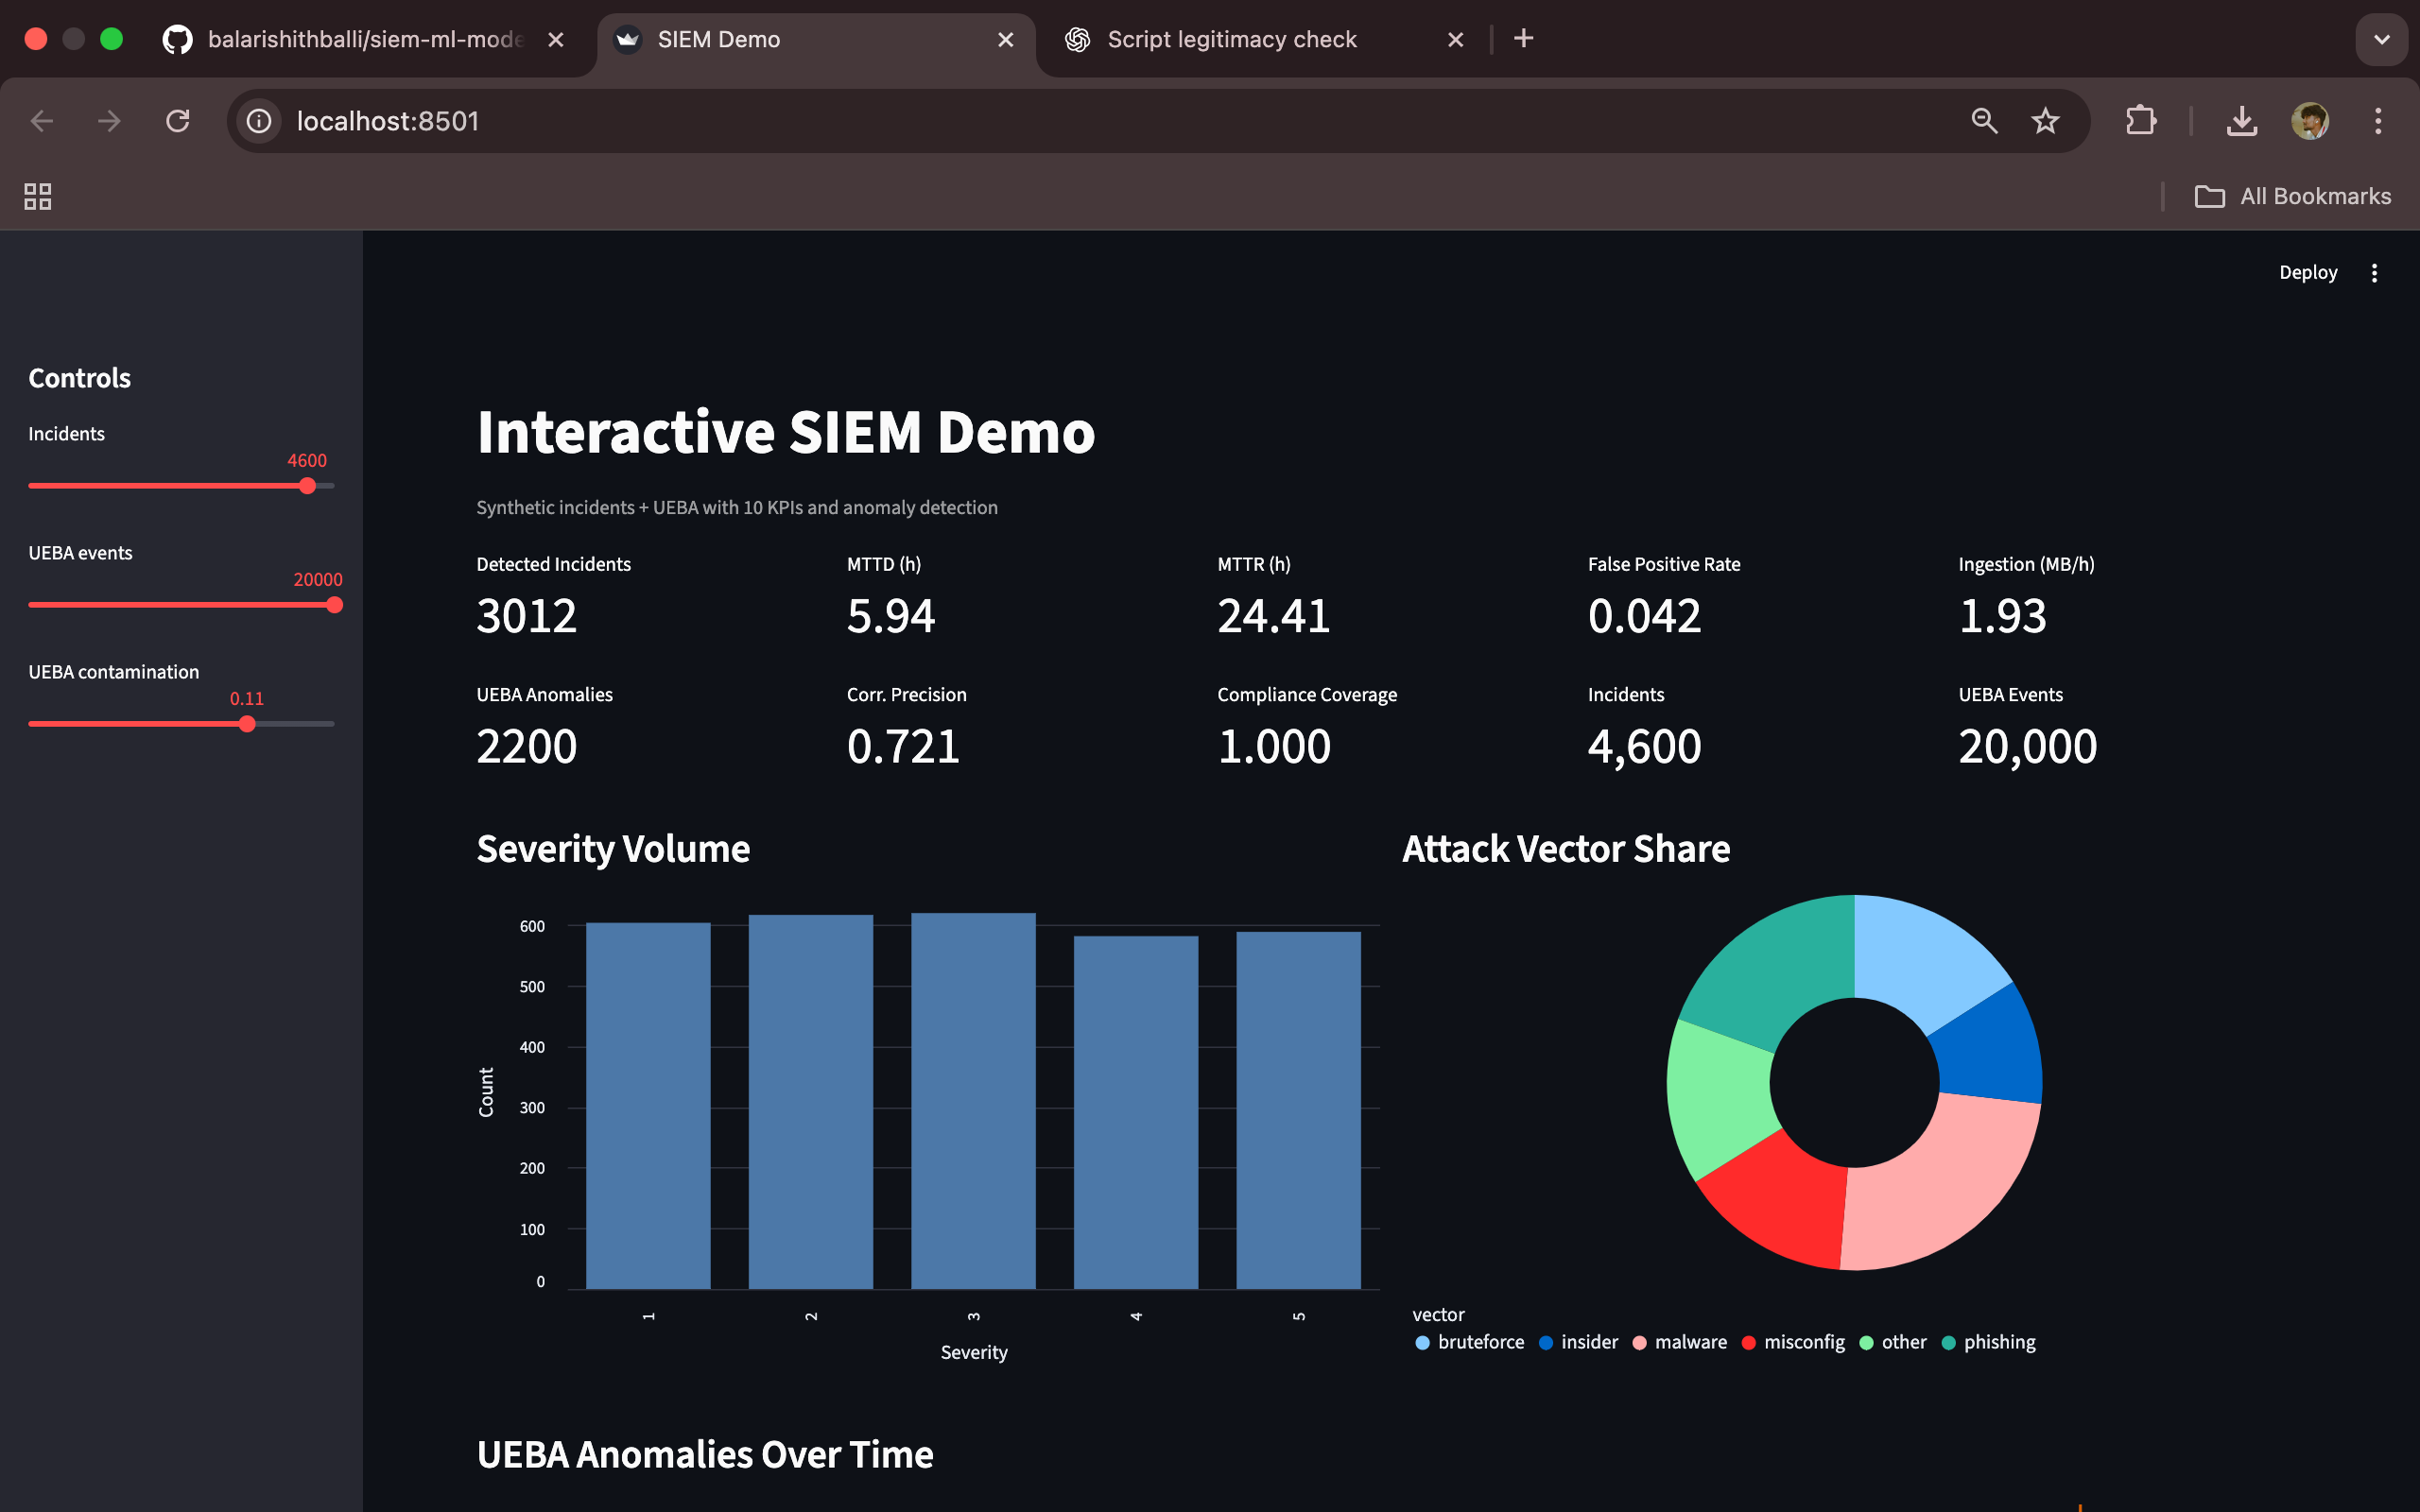 balarishithballi/siem-ml-mode
SIEM Demo
Script legitimacy check
localhost:8501
All Bookmarks
Deploy
Controls
Incidents
4600
UEBA events
20000
UEBA contamination
0.11
Interactive SIEM Demo
Synthetic incidents + UEBA with 10 KPIs and anomaly detection
Detected Incidents
3012
MTTD (h)
5.94
MTTR (h)
24.41
False Positive Rate
0.042
Ingestion (MB/h)
1.93
UEBA Anomalies
2200
Corr. Precision
0.721
Compliance Coverage
1.000
Incidents
4,600
UEBA Events
20,000
Severity Volume
600
500
400
300
200
100
0
Count
1
2
3
4
5
Severity
Attack Vector Share
vector
bruteforce insider malware misconfig other phishing
UEBA Anomalies Over Time